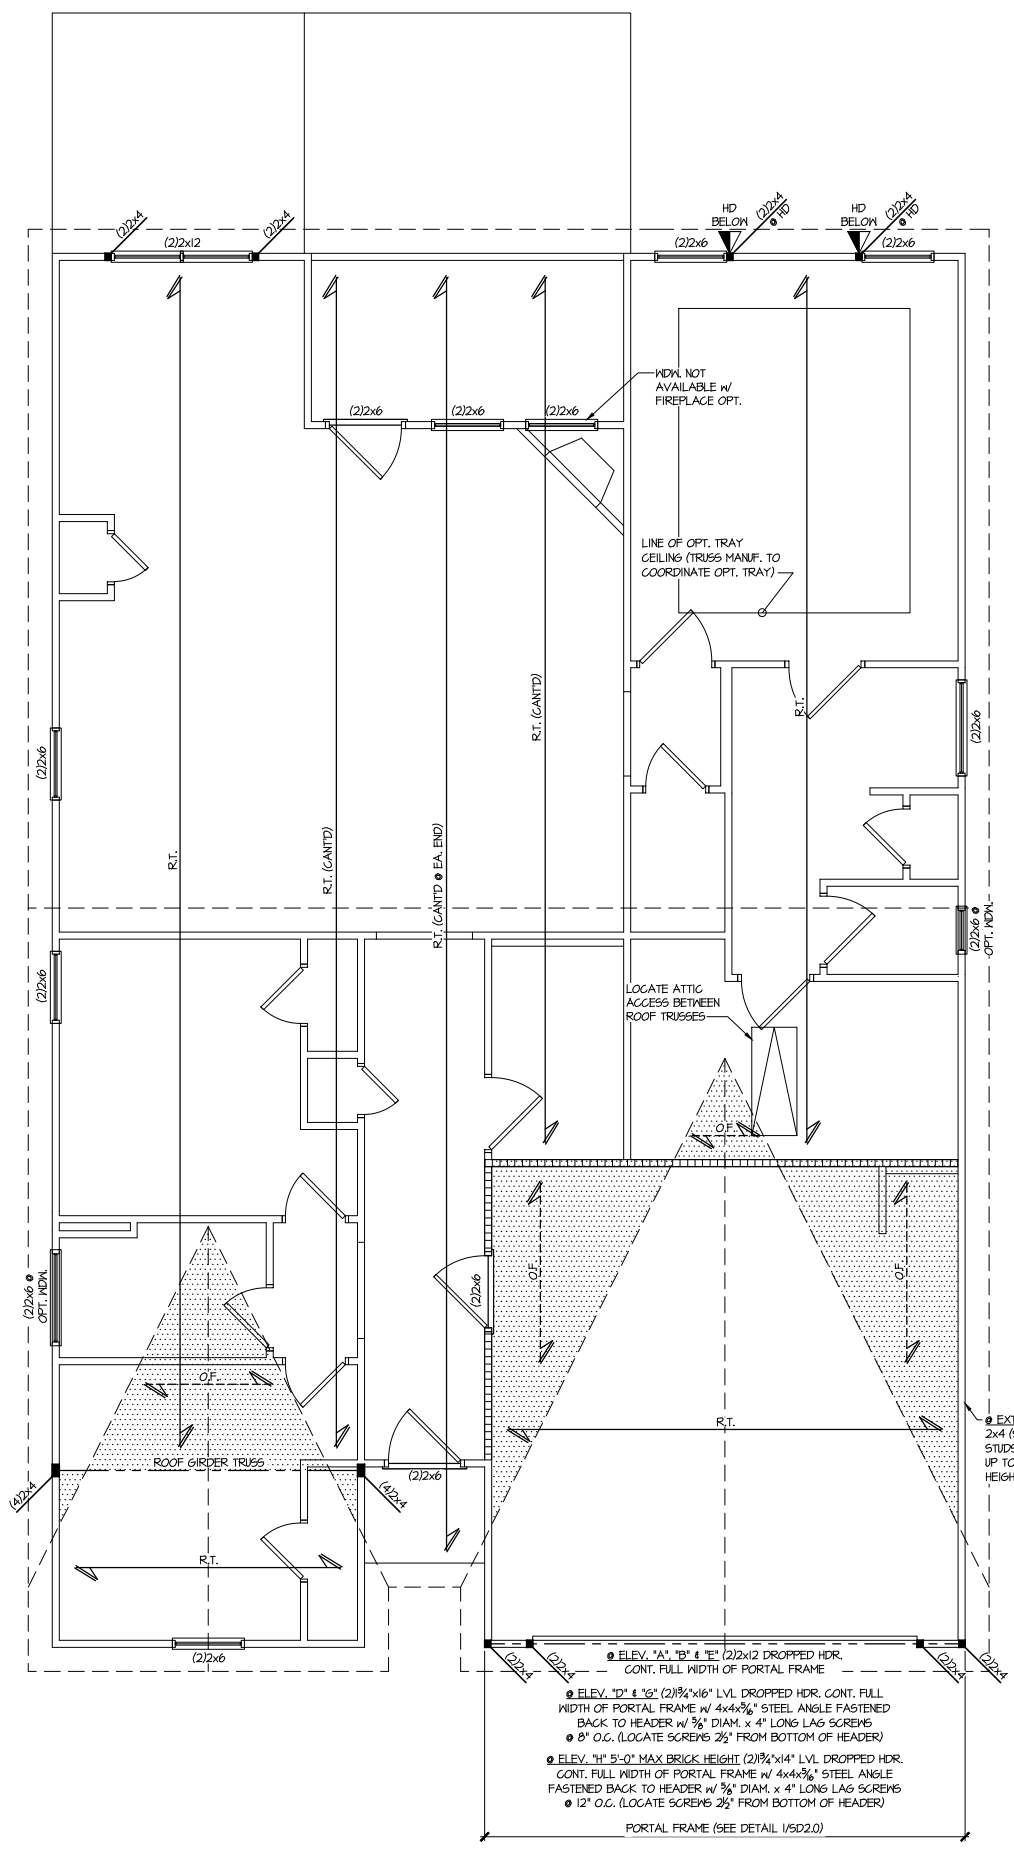 (2)2x4
(2)2x12
(2)2x4
HD
BELOW
(2)2x4
@ HD
HD
BELOW
(2)2x4
@ HD
(2)2x6
(2)2x6
WDW. NOT
AVAILABLE w/
FIREPLACE OPT.
(2)2x6
(2)2x6
(2)2x6
LINE OF OPT. TRAY
CEILING (TRUSS MANUF. TO
COORDINATE OPT. TRAY)
R.T. (CANT'D)
R.T.
(2)2x6
(2)2x6
R.T.
R.T. (CANT'D)
R.T. (CANT'D @ EA. END)
(2)2x6 @
OPT. WDW.
(2)2x6
LOCATE ATTIC
ACCESS BETWEEN
ROOF TRUSSES
O.F.
(2)2x6 @
OPT. WDW.
(2)2x6
O.F.
O.F.
O.F.
R.T.
@ EXT
2x4 (S
STUDS
UP TO
HEIGH
ROOF GIRDER TRUSS
(2)2x6
(4)2x4
(4)2x4
R.T.
(2)2x6
(2)2x4
(2)2x4
(2)2x4
(2)2x4
@ ELEV. "A", "B" & "E" (2)2x12 DROPPED HDR.
CONT. FULL WIDTH OF PORTAL FRAME
@ ELEV. "D" & "G" (2)1¾"x16" LVL DROPPED HDR. CONT. FULL
WIDTH OF PORTAL FRAME w/ 4x4x5/16" STEEL ANGLE FASTENED
BACK TO HEADER w/ 5/8" DIAM. x 4" LONG LAG SCREWS
@ 8" O.C. (LOCATE SCREWS 2½" FROM BOTTOM OF HEADER)
@ ELEV. "H" 5'-0" MAX BRICK HEIGHT (2)1¾"x14" LVL DROPPED HDR.
CONT. FULL WIDTH OF PORTAL FRAME w/ 4x4x5/16" STEEL ANGLE
FASTENED BACK TO HEADER w/ 5/8" DIAM. x 4" LONG LAG SCREWS
@ 12" O.C. (LOCATE SCREWS 2½" FROM BOTTOM OF HEADER)
PORTAL FRAME (SEE DETAIL 1/SD2.0)